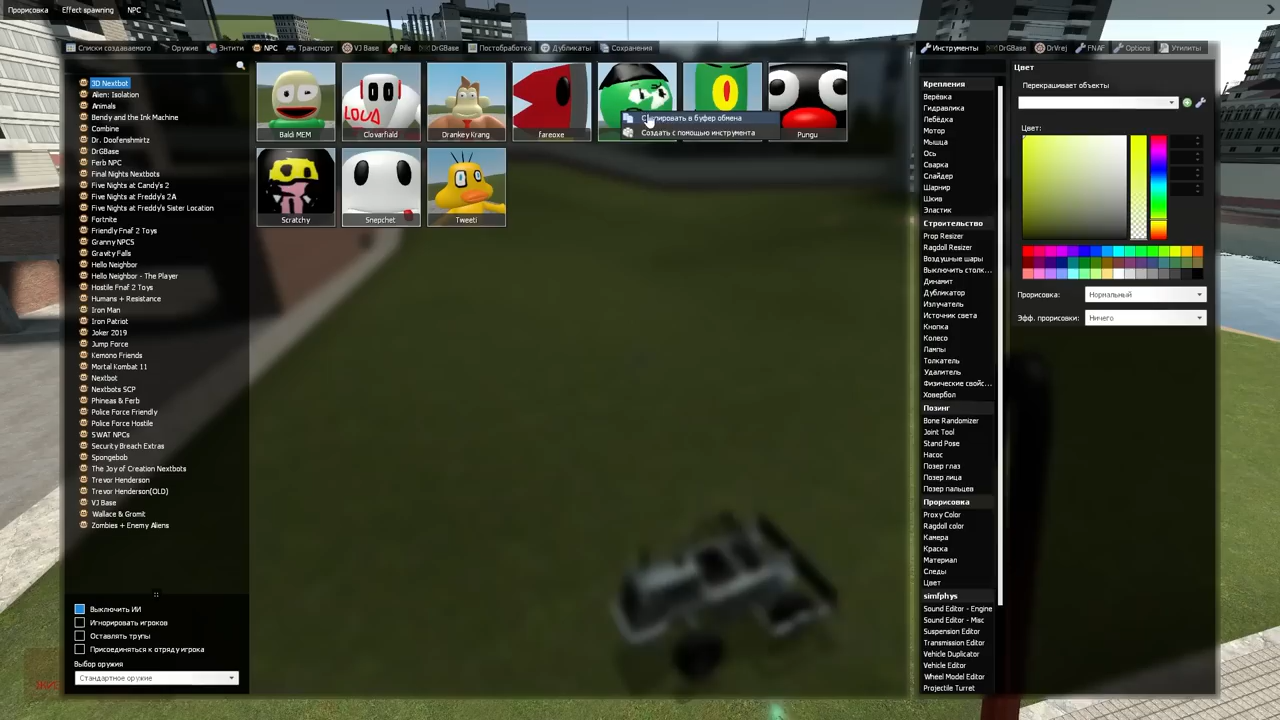 Прорисовка Effect spawning NPC
Списки создаваемого Оружие Энтити NPC Транспорт VJ Base Pills DrGBase Постобработка Дубликаты Сохранения
3D Nextbot
Alien: Isolation
Animals
Bendy and the Ink Machine
Combine
Dr. Doofenshmirtz
DrGBase
Ferb NPC
Final Nights Nextbots
Five Nights at Candy's 2
Five Nights at Freddy's 2A
Five Nights at Freddy's Sister Location
Fortnite
Friendly Fnaf 2 Toys
Granny NPCS
Gravity Falls
Hello Neighbor
Hello Neighbor - The Player
Hostile Fnaf 2 Toys
Humans + Resistance
Iron Man
Iron Patriot
Joker 2019
Jump Force
Kemono Friends
Mortal Kombat 11
Nextbot
Nextbots SCP
Phineas & Ferb
Police Force Friendly
Police Force Hostile
SWAT NPCs
Security Breach Extras
Spongebob
The Joy of Creation Nextbots
Trevor Henderson
Trevor Henderson(OLD)
VJ Base
Wallace & Gromit
Zombies + Enemy Aliens
Выключить ИИ
Игнорировать игроков
Оставлять трупы
Присоединяться к отряду игрока
Выбор оружия
Стандартное оружие
LOUA
Baldi MEM Clovarfiald Drankey Krang fareoxe Pungu
Скопировать в буфер обмена
Создать с помощью инструмента
Scratchy Snepchet Tweeti
Инструменты DrGBase DrVrej FNAF Options Утилиты
Крепления
Верёвка
Гидравлика
Лебёдка
Мотор
Мышца
Ось
Сварка
Слайдер
Шарнир
Шкив
Эластик
Строительство
Prop Resizer
Ragdoll Resizer
Воздушные шары
Выключить столк...
Динамит
Дубликатор
Излучатель
Источник света
Кнопка
Колесо
Лампы
Толкатель
Удалитель
Физические свойс...
Ховербол
Позинг
Bone Randomizer
Joint Tool
Stand Pose
Насос
Позер глаз
Позер лица
Позер пальцев
Прорисовка
Proxy Color
Ragdoll color
Камера
Краска
Материал
Следы
Цвет
simfphys
Sound Editor - Engine
Sound Editor - Misc
Suspension Editor
Transmission Editor
Vehicle Duplicator
Vehicle Editor
Wheel Model Editor
Projectile Turret
Цвет
Перекрашивает объекты
Цвет:
Прорисовка: Нормальный
Эфф. прорисовки: Ничего